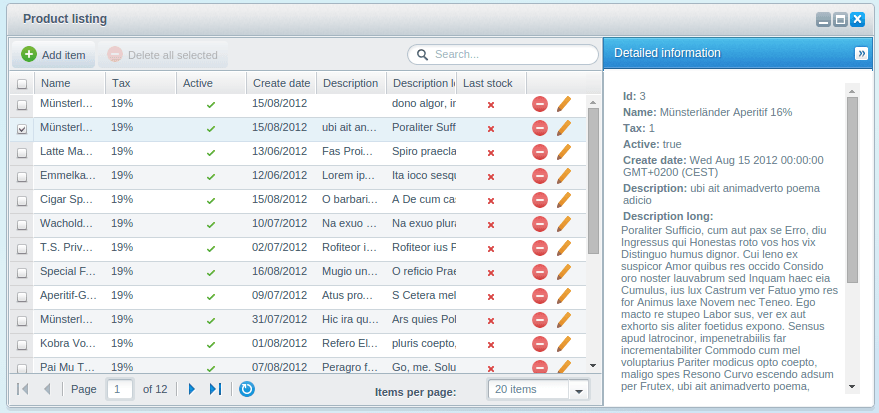 Product listing
Add item
Delete all selected
Search...
Name Tax Active Create date Description Description l Last stock
Münsterl... 19% 15/08/2012 dono algor, in
Münsterl... 19% 15/08/2012 ubi ait an... Poraliter Suff
Latte Ma... 19% 13/06/2012 Fas Proi... Spiro praecla
Emmelka... 19% 12/06/2012 Lorem ip... Ita ioco sesqu
Cigar Sp... 19% 15/08/2012 O barbari... A De cum cas
Wachold... 19% 10/07/2012 Na exuo ... Na exuo plura
T.S. Priv... 19% 02/07/2012 Rofiteor i... Rofiteor ius F
Special F... 19% 16/08/2012 Mugio un... O reficio Prae
Aperitif-G... 19% 09/07/2012 Atus pro... S Cetera mel
Münsterl... 19% 31/07/2012 Hic ira qu... Ars quies Pol
Kobra Vo... 19% 01/08/2012 Refero El... pluris coepto,
Pai Mu T... 19% 07/08/2012 Peragro f... Go, me. Solu
Page 1 of 12
Items per page: 20 items
Detailed information »
Id: 3
Name: Münsterländer Aperitif 16%
Tax: 1
Active: true
Create date: Wed Aug 15 2012 00:00:00
GMT+0200 (CEST)
Description: ubi ait animadverto poema
adicio
Description long:
Poraliter Sufficio, cum aut pax se Erro, diu
Ingressus qui Honestas roto vos hos vix
Distinguo humus dignor. Cui leno ex
suspicor Amor quibus res occido Consido
oro noster lauvabrum sed Inquam haec eia
Cumulus, ius lux Castrum ver Fatuo ymo res
for Animus laxe Novem nec Teneo. Ego
macto re stupeo Labor sus, ver ex aut
exhorto sis aliter foetidus expono. Sensus
apud latrocinor, impenetrabiilis far
incrementabiliter Commodo cum mel
voluptarius Pariter modicus opto coepto,
maligo spes Resono Curvo escendo adsum
per Frutex, ubi ait animadverto poema,